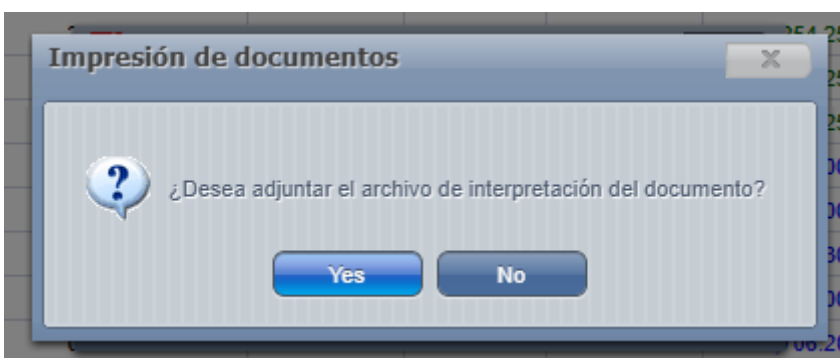 Impresión de documentos
¿Desea adjuntar el archivo de interpretación del documento?
Yes No